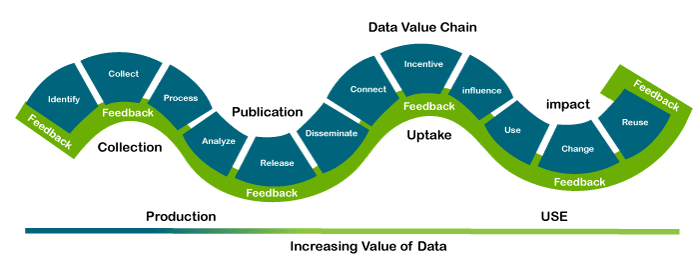 Data Value Chain
Identify
Collect
Process
Analyze
Release
Disseminate
Connect
Incentive
influence
Use
Change
Reuse
Feedback
Feedback
Feedback
Feedback
Feedback
Feedback
Collection
Publication
Uptake
impact
Production
USE
Increasing Value of Data